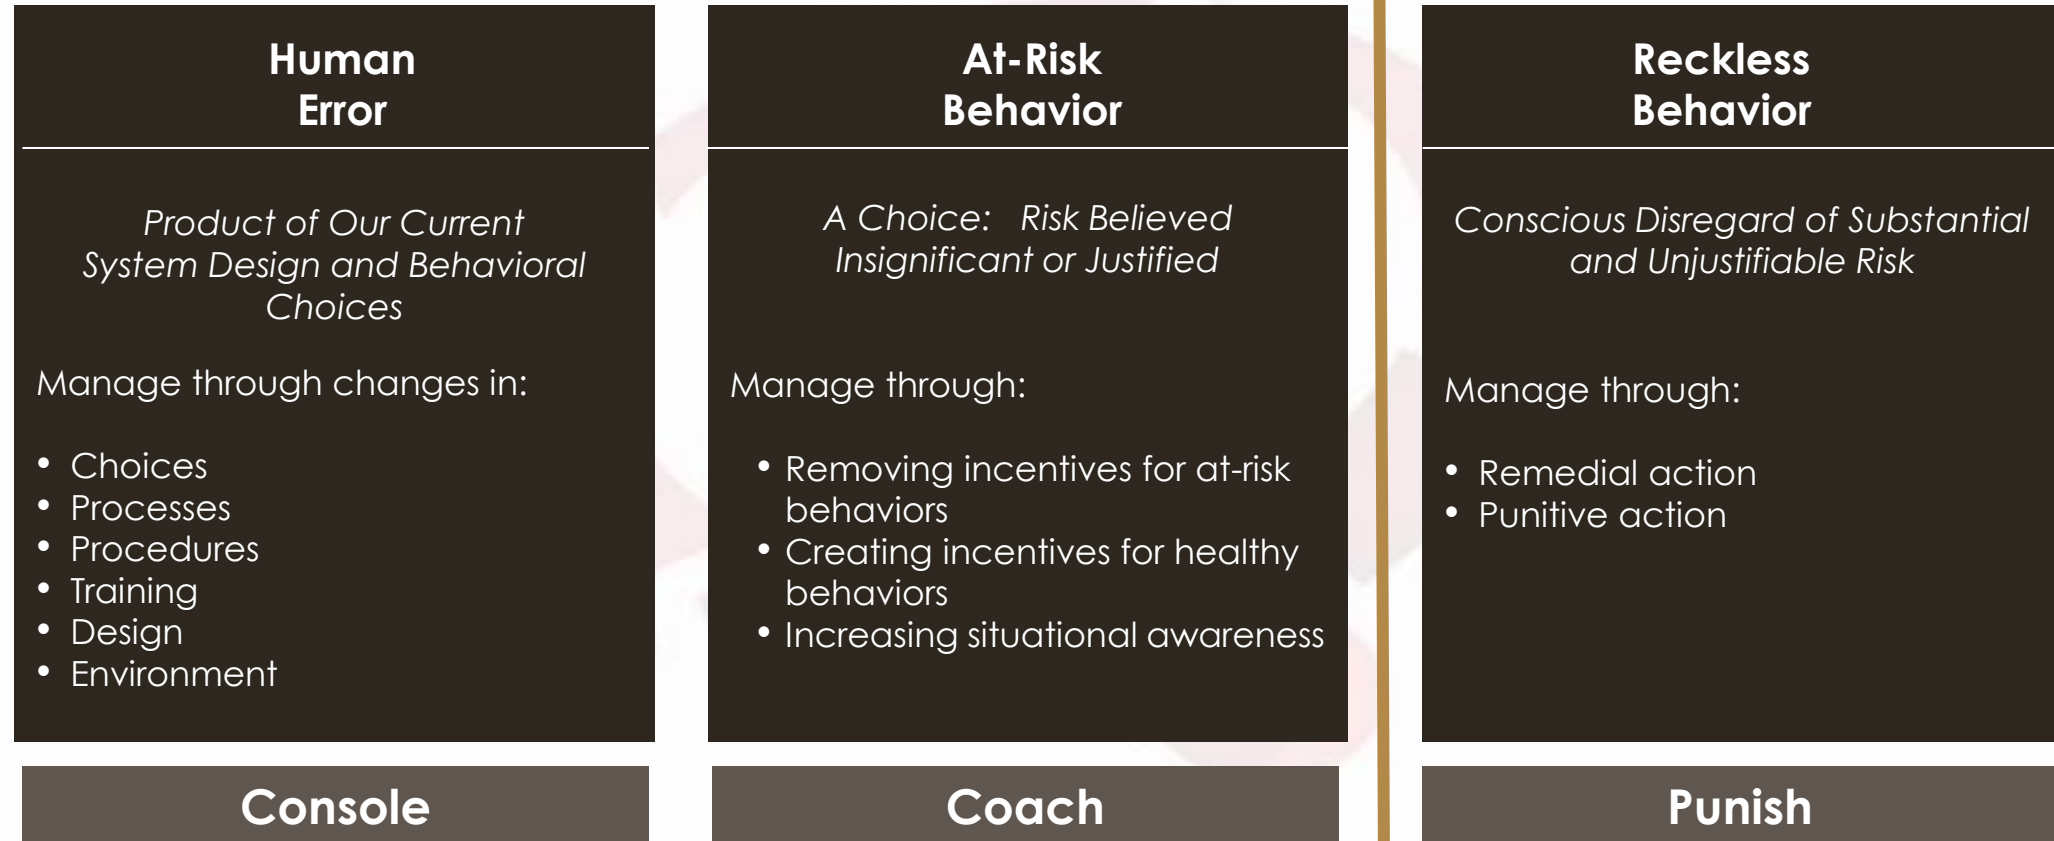 Human
Error
Product of Our Current
System Design and Behavioral
Choices
Manage through changes in:
• Choices
• Processes
• Procedures
• Training
• Design
• Environment
Console
At-Risk
Behavior
A Choice: Risk Believed
Insignificant or Justified
Manage through:
• Removing incentives for at-risk
behaviors
• Creating incentives for healthy
behaviors
• Increasing situational awareness
Coach
Reckless
Behavior
Conscious Disregard of Substantial
and Unjustifiable Risk
Manage through:
• Remedial action
• Punitive action
Punish